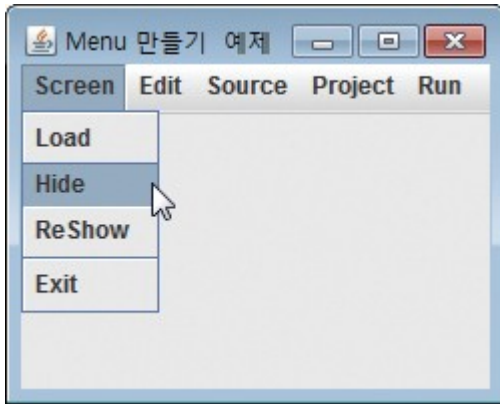 Menu 만들기 예제
Screen Edit Source Project Run
Load
Hide
ReShow
Exit